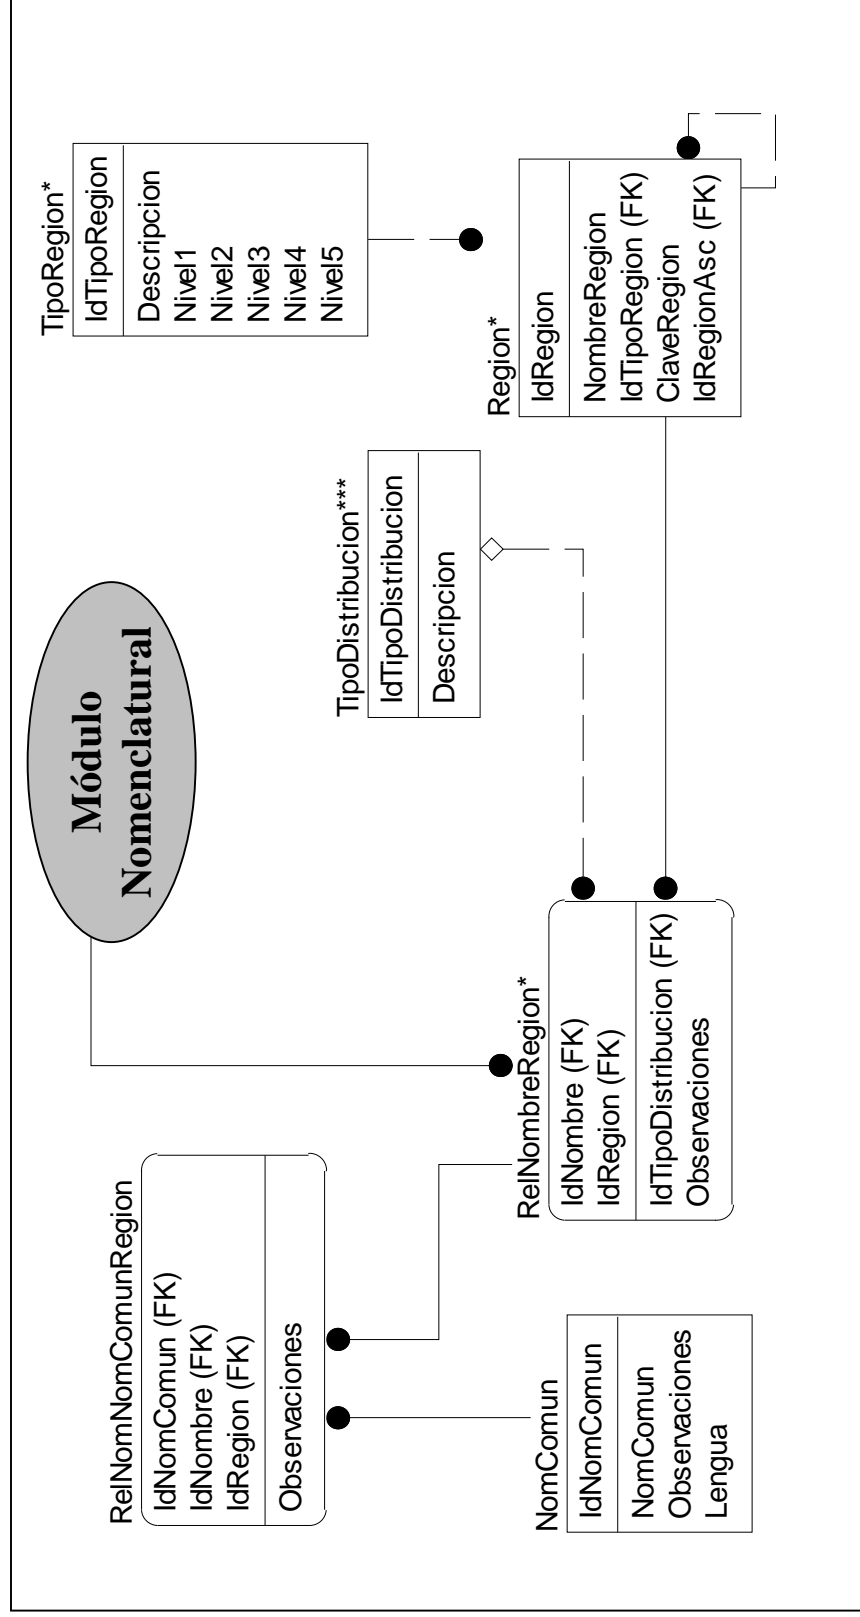 Módulo
Nomenclatural
RelNomNomComunRegion
IdNomComun (FK)
IdNombre (FK)
IdRegion (FK)
Observaciones
NomComun
IdNomComun
NomComun
Observaciones
Lengua
RelNombreRegion*
IdNombre (FK)
IdRegion (FK)
IdTipoDistribucion (FK)
Observaciones
TipoDistribucion***
IdTipoDistribucion
Descripcion
TipoRegion*
IdTipoRegion
Descripcion
Nivel1
Nivel2
Nivel3
Nivel4
Nivel5
Region*
IdRegion
NombreRegion
IdTipoRegion (FK)
ClaveRegion
IdRegionAsc (FK)